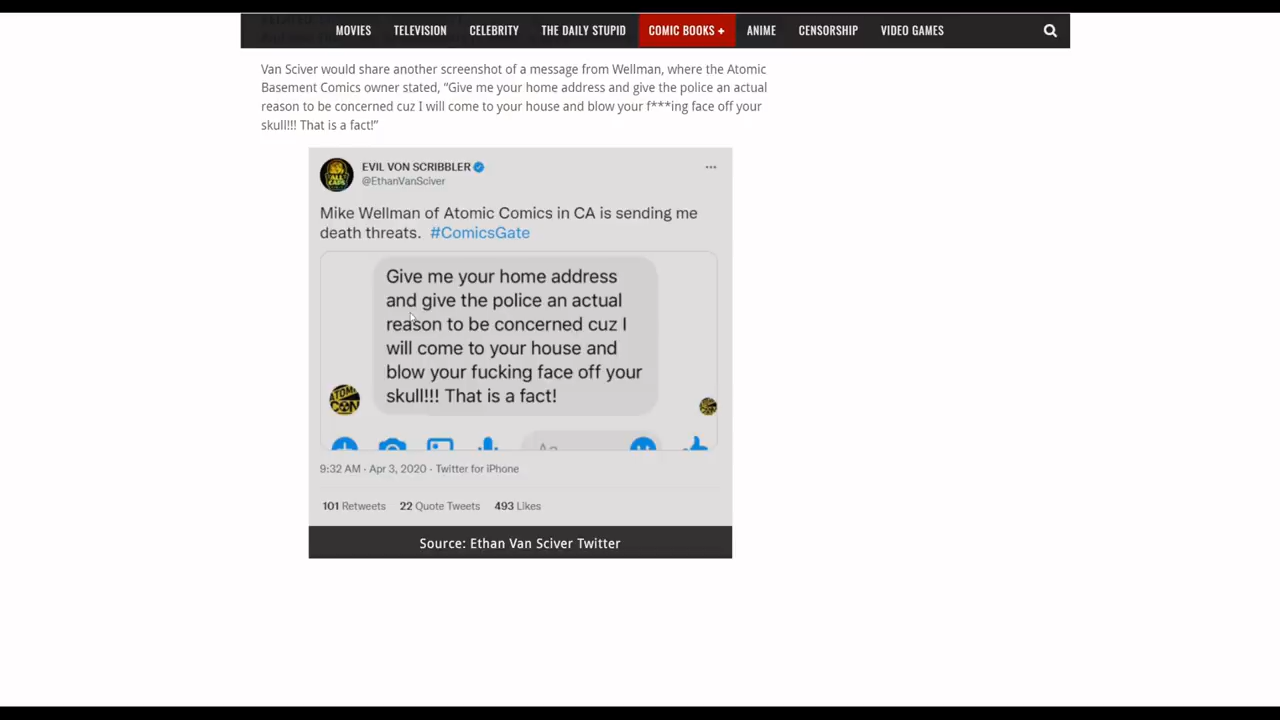 MOVIES TELEVISION CELEBRITY THE DAILY STUPID COMIC BOOKS + ANIME CENSORSHIP VIDEO GAMES
Van Sciver would share another screenshot of a message from Wellman, where the Atomic
Basement Comics owner stated, “Give me your home address and give the police an actual
reason to be concerned cuz I will come to your house and blow your f***ing face off your
skull!!! That is a fact!”
EVIL VON SCRIBBLER
@EthanVanSciver
Mike Wellman of Atomic Comics in CA is sending me
death threats. #ComicsGate
Give me your home address
and give the police an actual
reason to be concerned cuz I
will come to your house and
blow your fucking face off your
skull!!! That is a fact!
Aa
9:32 AM · Apr 3, 2020 · Twitter for iPhone
101 Retweets 22 Quote Tweets 493 Likes
Source: Ethan Van Sciver Twitter